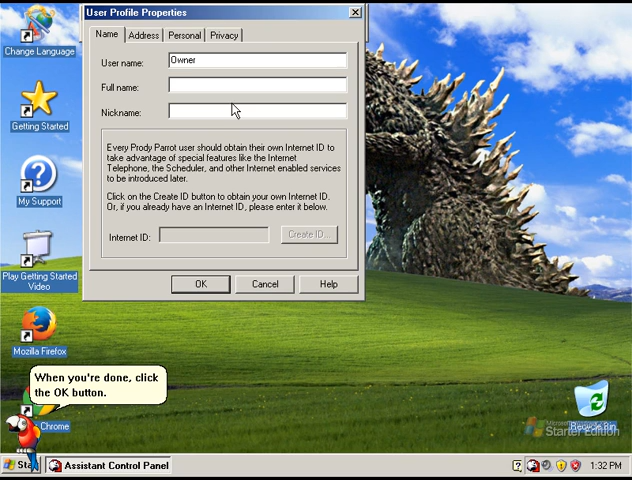 User Profile Properties
Name Address Personal Privacy
User name: Owner
Full name:
Nickname:
Every Prody Parrot user should obtain their own Internet ID to
take advantage of special features like the Internet
Telephone, the Scheduler, and other Internet enabled services
to be introduced later.
Click on the Create ID button to obtain your own Internet ID.
Or, if you already have an Internet ID, please enter it below.
Internet ID:
Create ID...
OK Cancel Help
Change Language
Getting Started
My Support
Play Getting Started
Video
Mozilla Firefox
When you're done, click
the OK button.
Chrome
Recycle Bin
Starter Edition
Assistant Control Panel
1:32 PM